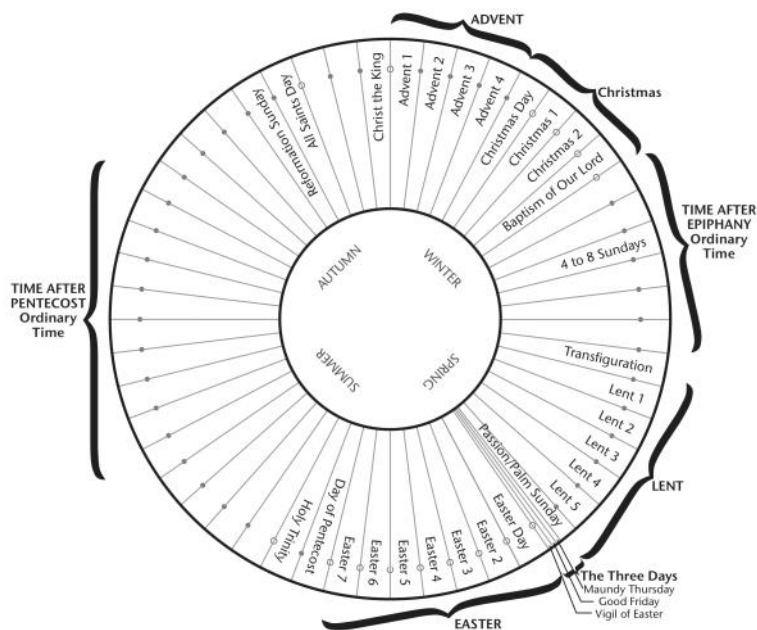 ADVENT
Christ the King
Advent 1
Advent 2
Advent 3
Advent 4
Christmas Day
Christmas 1
Christmas 2
Christmas
Baptism of Our Lord
TIME AFTER
EPIPHANY
Ordinary
Time
4 to 8 Sundays
Transfiguration
Lent 1
Lent 2
Lent 3
Lent 4
Lent 5
Passion/Palm Sunday
LENT
The Three Days
Maundy Thursday
Good Friday
Vigil of Easter
Easter Day
Easter 2
Easter 3
Easter 4
Easter 5
Easter 6
Easter 7
EASTER
Day of Pentecost
Holy Trinity
TIME AFTER
PENTECOST
Ordinary
Time
Reformation Sunday
All Saints Day
AUTUMN
WINTER
SUMMER
SPRING